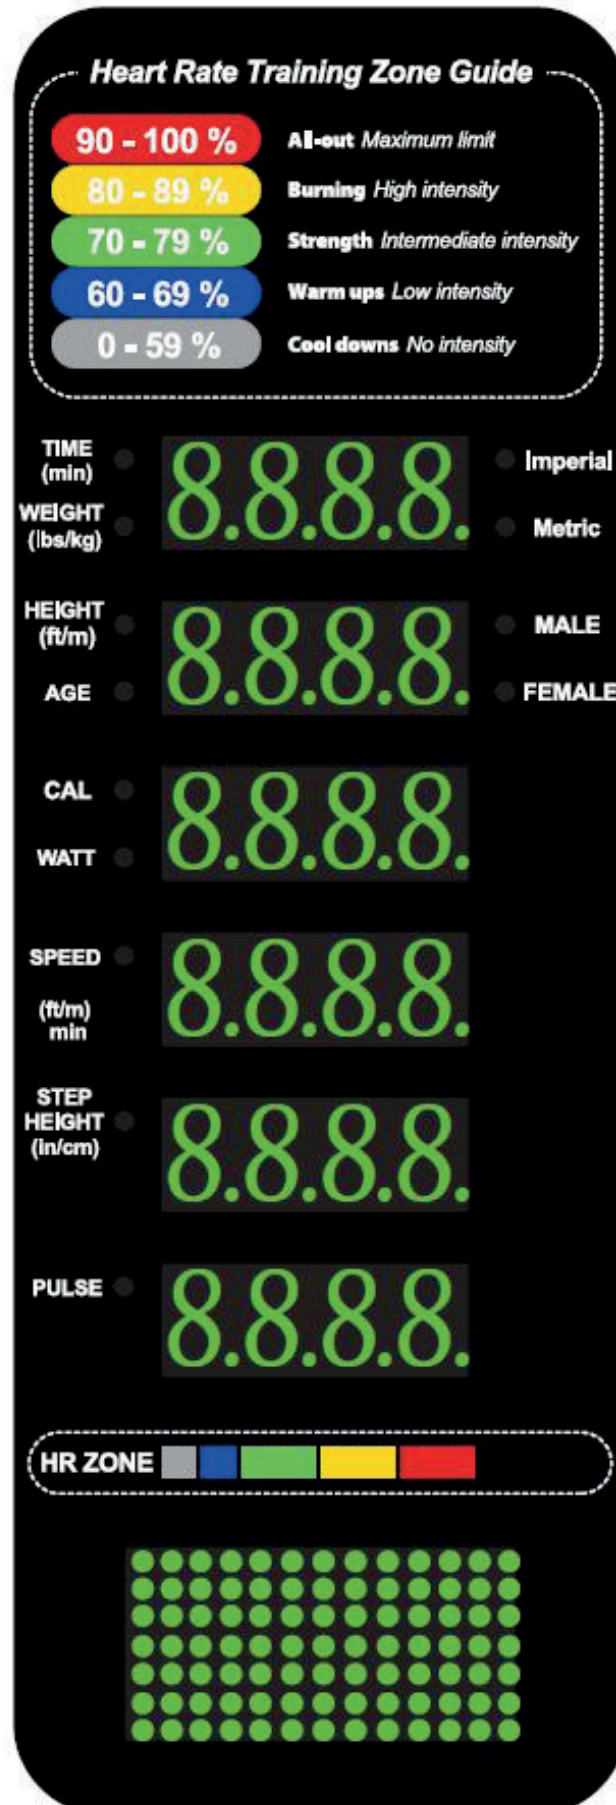 Heart Rate Training Zone Guide
90 - 100 % All-out Maximum limit
80 - 89 % Burning High intensity
70 - 79 % Strength Intermediate intensity
60 - 69 % Warm ups Low intensity
0 - 59 % Cool downs No intensity
TIME
(min)
WEIGHT
(lbs/kg)
8.8.8.8.
Imperial
Metric
HEIGHT
(ft/m)
AGE
8.8.8.8.
MALE
FEMALE
CAL
WATT
8.8.8.8.
SPEED
(ft/m)
min
8.8.8.8.
STEP
HEIGHT
(in/cm)
8.8.8.8.
PULSE
8.8.8.8.
HR ZONE